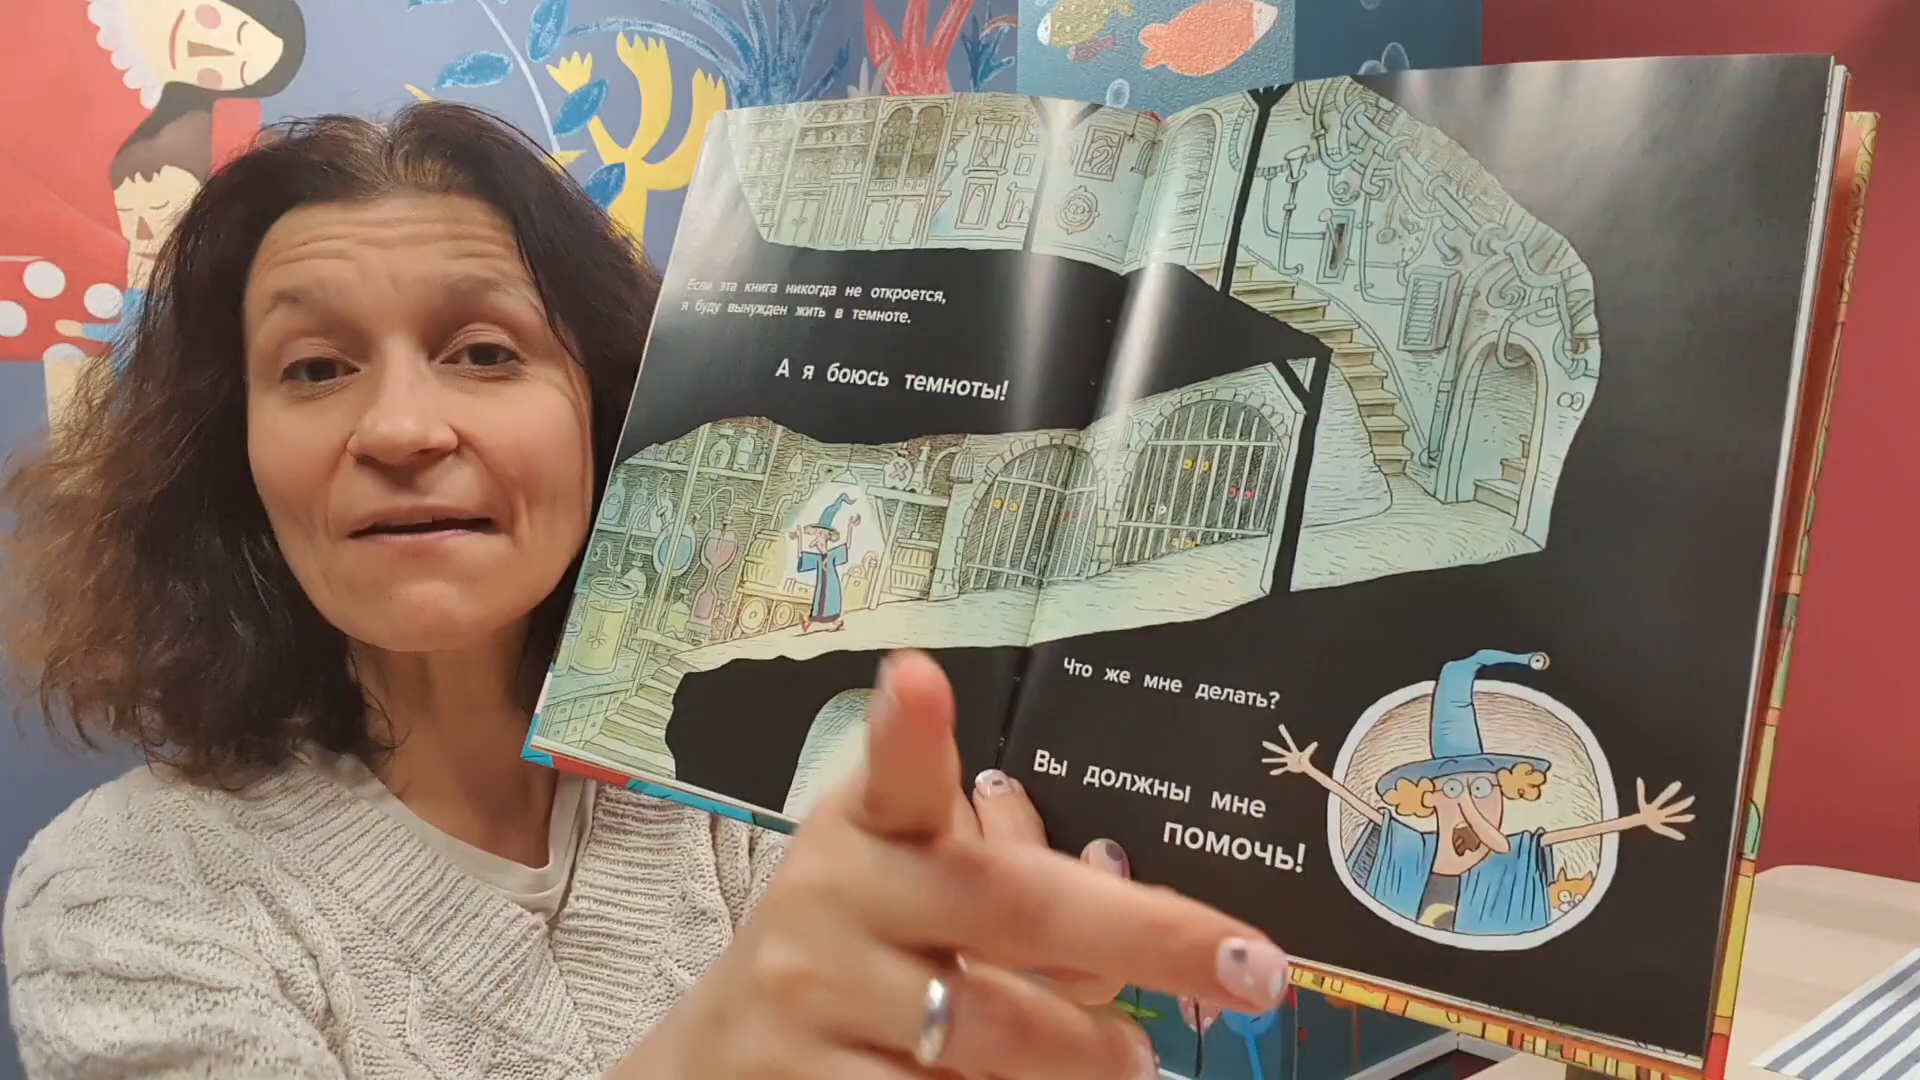 Если эта книга никогда не откроется,
я буду вынужден жить в темноте.
А я боюсь темноты!
Что же мне делать?
Вы должны мне
помочь!